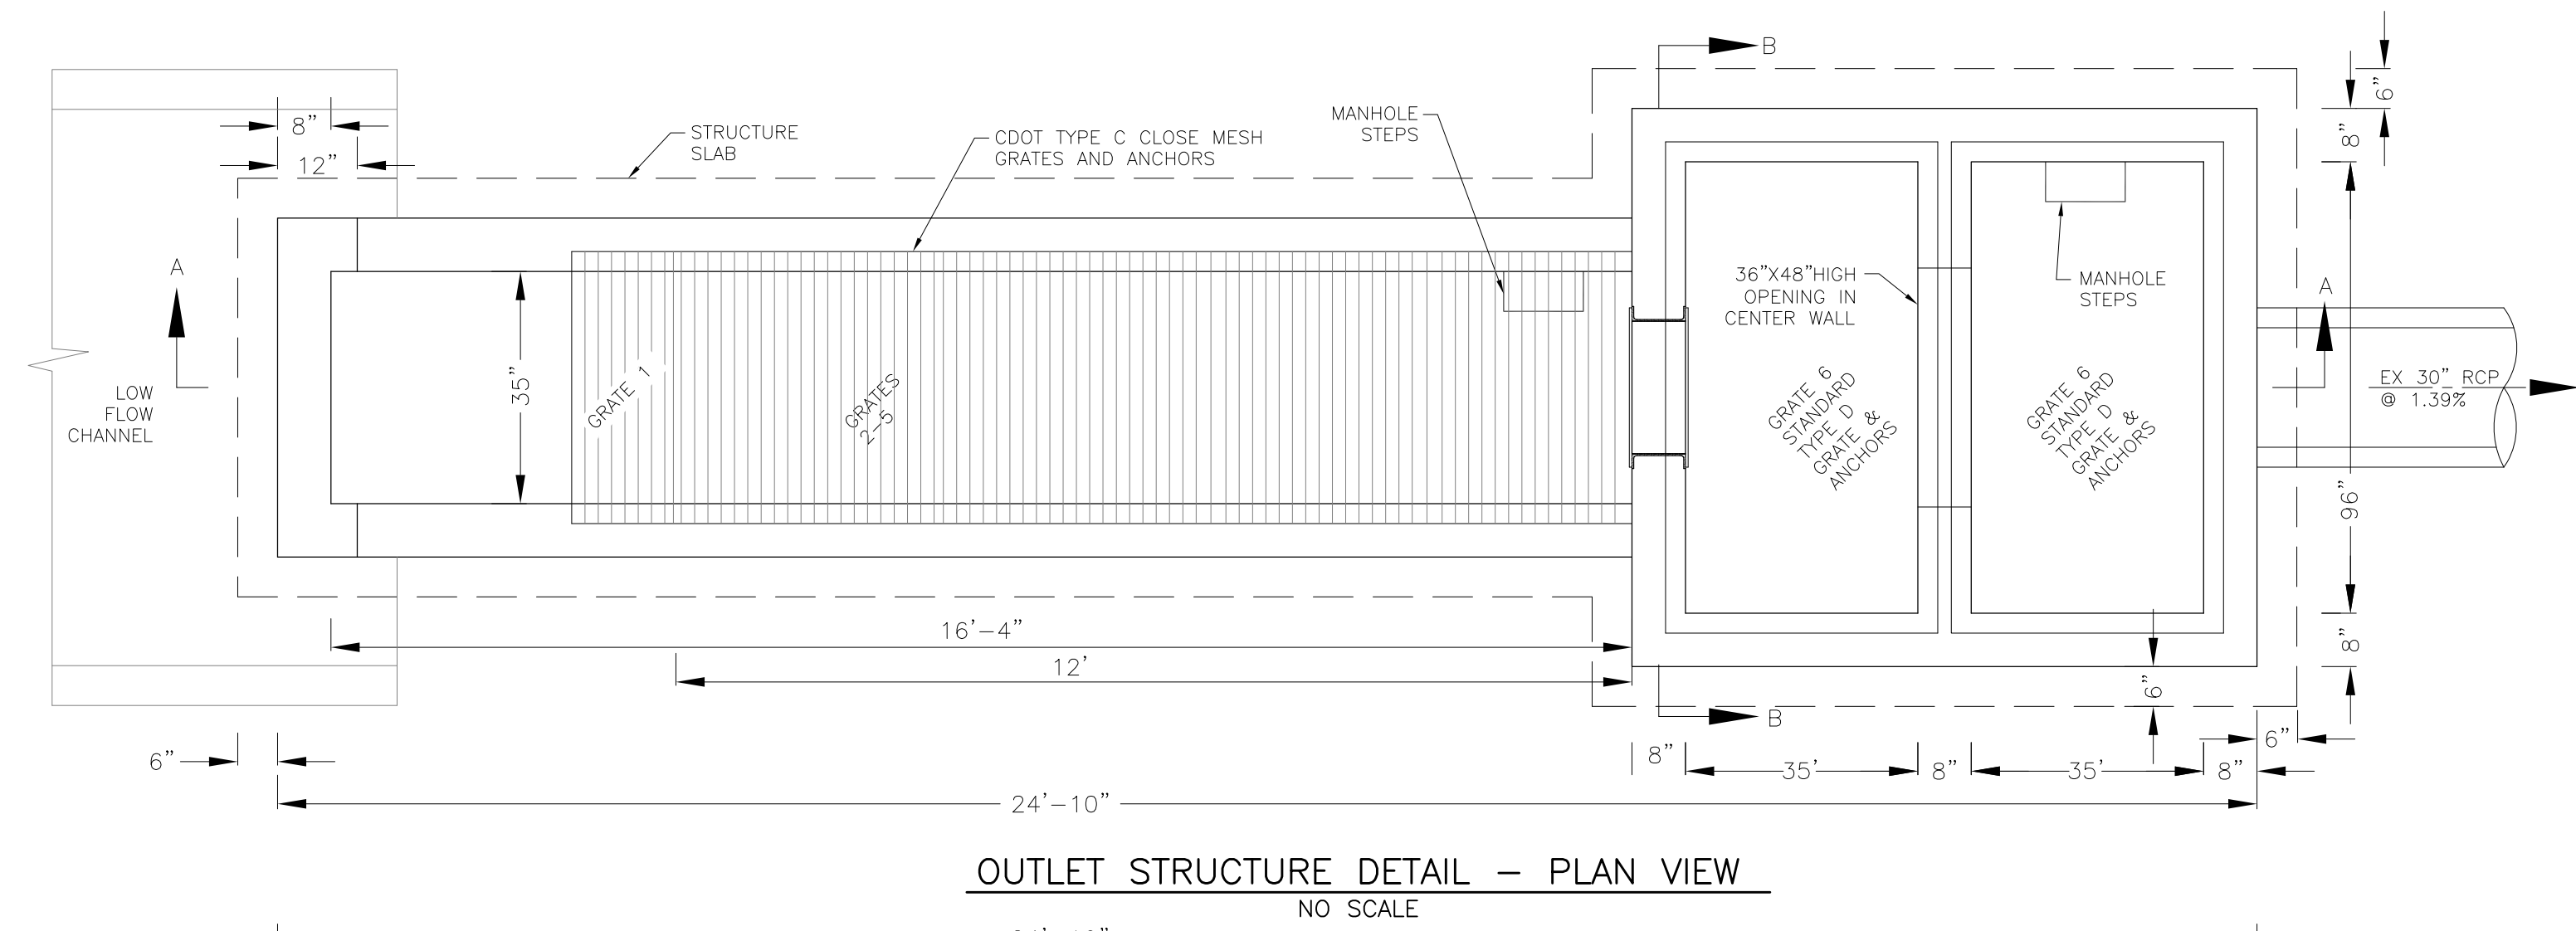 B
6”
8”
MANHOLE
STEPS
8”
12”
STRUCTURE
SLAB
CDOT TYPE C CLOSE MESH
GRATES AND ANCHORS
A
36”X48”HIGH
OPENING IN
CENTER WALL
MANHOLE
STEPS
A
LOW
FLOW
CHANNEL
35”
GRATE 1
GRATES
2–5
GRATE 6
STANDARD
TYPE D
GRATE &
ANCHORS
GRATE 6
STANDARD
TYPE D
GRATE &
ANCHORS
EX 30” RCP
@ 1.39%
96”
16’–4”
12’
8”
6”
B
6”
6”
8”
35’
8”
35’
8”
24’–10”
OUTLET STRUCTURE DETAIL – PLAN VIEW
NO SCALE